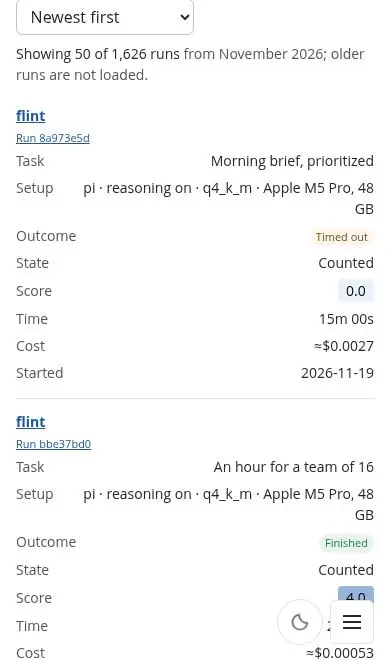 Newest first
Showing 50 of 1,626 runs from November 2026; older
runs are not loaded.
flint
Run 8a973e5d
Task Morning brief, prioritized
Setup pi · reasoning on · q4_k_m · Apple M5 Pro, 48
GB
Outcome Timed out
State Counted
Score 0.0
Time 15m 00s
Cost ≈$0.0027
Started 2026-11-19
flint
Run bbe37bd0
Task An hour for a team of 16
Setup pi · reasoning on · q4_k_m · Apple M5 Pro, 48
GB
Outcome Finished
State Counted
Score 4.0
Time
Cost ≈$0.00053